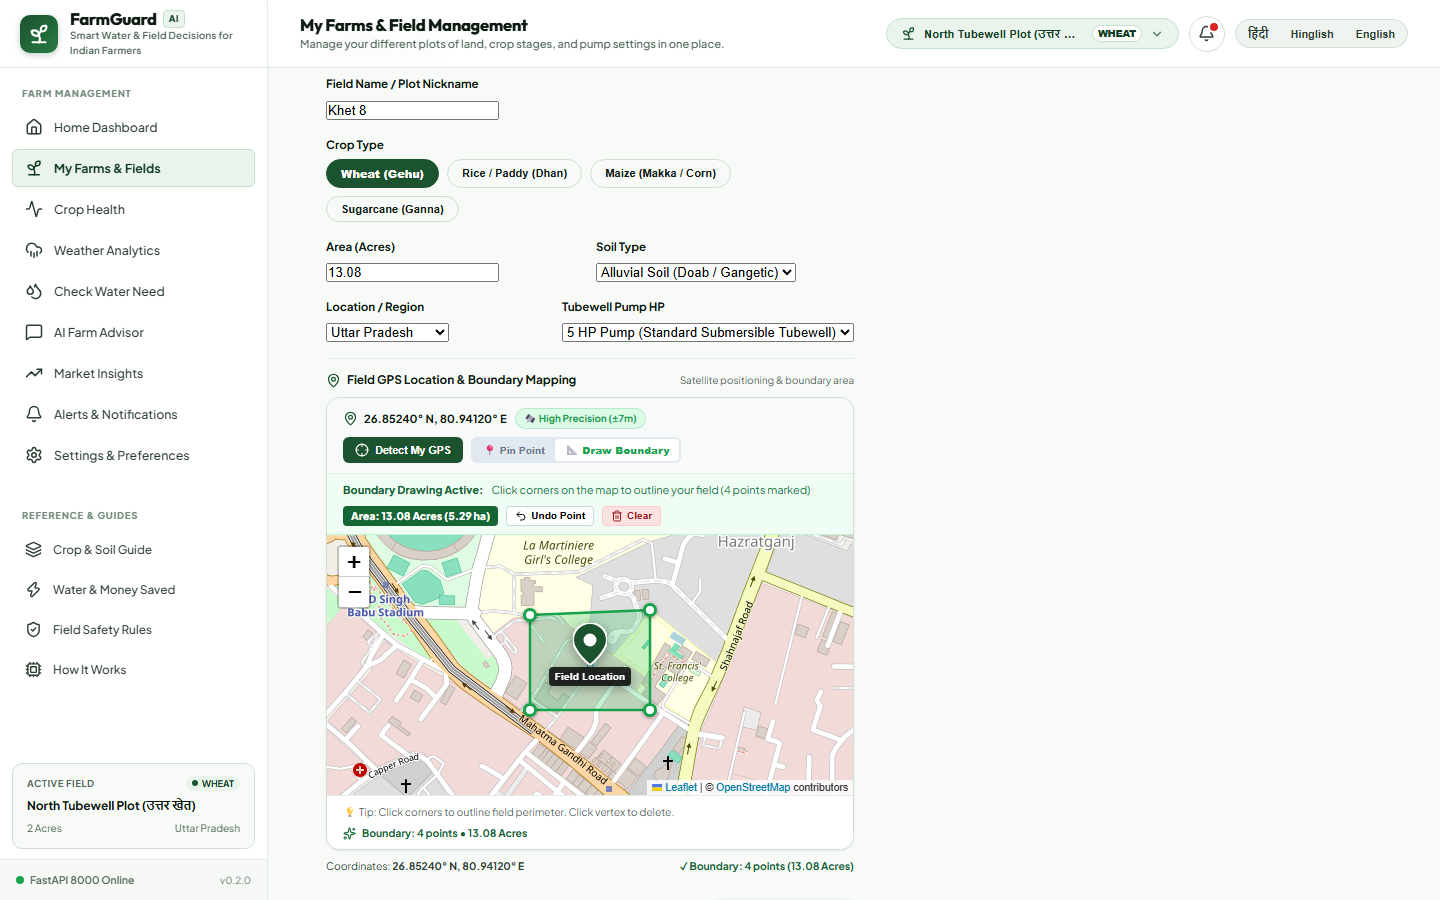 FarmGuard AI
Smart Water & Field Decisions for
Indian Farmers
FARM MANAGEMENT
Home Dashboard
My Farms & Fields
Crop Health
Weather Analytics
Check Water Need
AI Farm Advisor
Market Insights
Alerts & Notifications
Settings & Preferences
REFERENCE & GUIDES
Crop & Soil Guide
Water & Money Saved
Field Safety Rules
How It Works
ACTIVE FIELD
WHEAT
North Tubewell Plot (उत्तर खेत)
2 Acres
Uttar Pradesh
FastAPI 8000 Online
v0.2.0
My Farms & Field Management
Manage your different plots of land, crop stages, and pump settings in one place.
North Tubewell Plot (उत्तर ...
WHEAT
हिंदी
Hinglish
English
Field Name / Plot Nickname
Khet 8
Crop Type
Wheat (Gehu)
Rice / Paddy (Dhan)
Maize (Makka / Corn)
Sugarcane (Ganna)
Area (Acres)
Soil Type
13.08
Alluvial Soil (Doab / Gangetic)
Location / Region
Tubewell Pump HP
Uttar Pradesh
5 HP Pump (Standard Submersible Tubewell)
Field GPS Location & Boundary Mapping
Satellite positioning & boundary area
26.85240° N, 80.94120° E
High Precision (±7m)
Detect My GPS
Pin Point
Draw Boundary
Boundary Drawing Active: Click corners on the map to outline your field (4 points marked)
Area: 13.08 Acres (5.29 ha)
Undo Point
Clear
La Martiniere
Girl's College
Hazratganj
+
−
D Singh
Babu Stadium
Shahnajaf Road
St. Francis'
College
Field Location
Mahatma Gandhi Road
Capper Road
Leaflet | © OpenStreetMap contributors
Tip: Click corners to outline field perimeter. Click vertex to delete.
Boundary: 4 points • 13.08 Acres
Coordinates: 26.85240° N, 80.94120° E
✓ Boundary: 4 points (13.08 Acres)